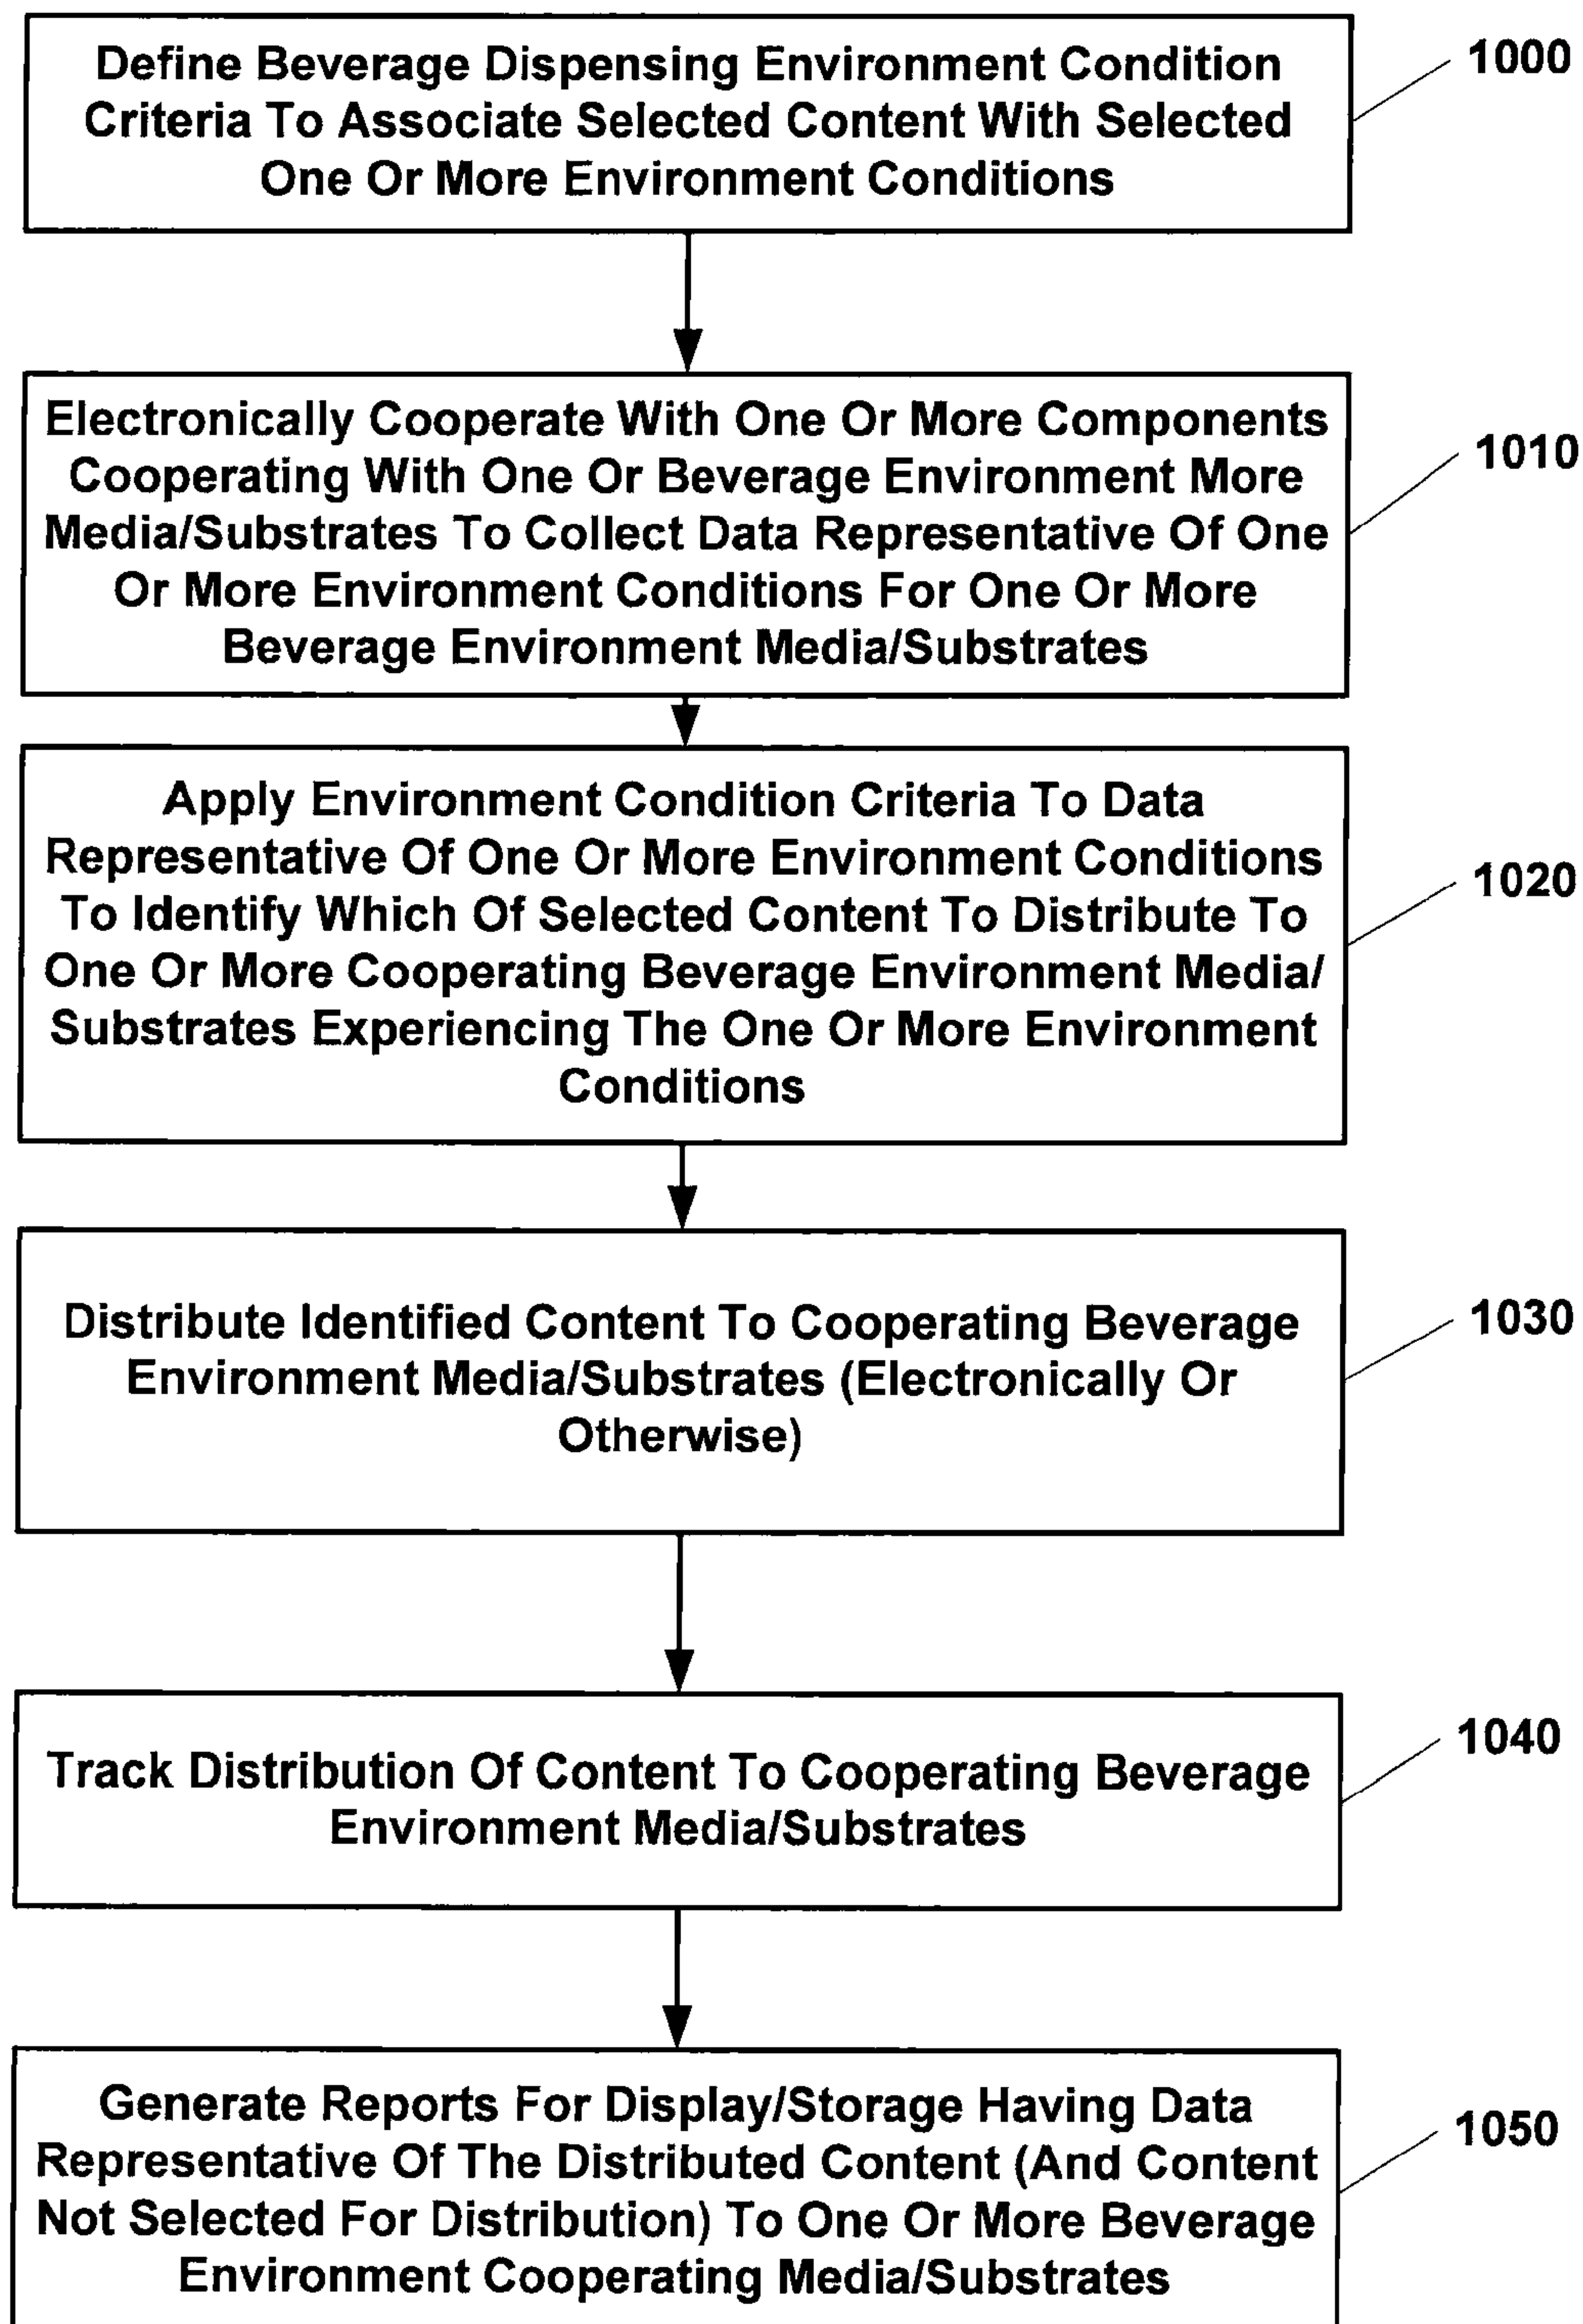 Define Beverage Dispensing Environment Condition
Criteria To Associate Selected Content With Selected
One Or More Environment Conditions
1000
Electronically Cooperate With One Or More Components
Cooperating With One Or Beverage Environment More
Media/Substrates To Collect Data Representative Of One
Or More Environment Conditions For One Or More
Beverage Environment Media/Substrates
1010
Apply Environment Condition Criteria To Data
Representative Of One Or More Environment Conditions
To Identify Which Of Selected Content To Distribute To
One Or More Cooperating Beverage Environment Media/
Substrates Experiencing The One Or More Environment
Conditions
1020
Distribute Identified Content To Cooperating Beverage
Environment Media/Substrates (Electronically Or
Otherwise)
1030
Track Distribution Of Content To Cooperating Beverage
Environment Media/Substrates
1040
Generate Reports For Display/Storage Having Data
Representative Of The Distributed Content (And Content
Not Selected For Distribution) To One Or More Beverage
Environment Cooperating Media/Substrates
1050